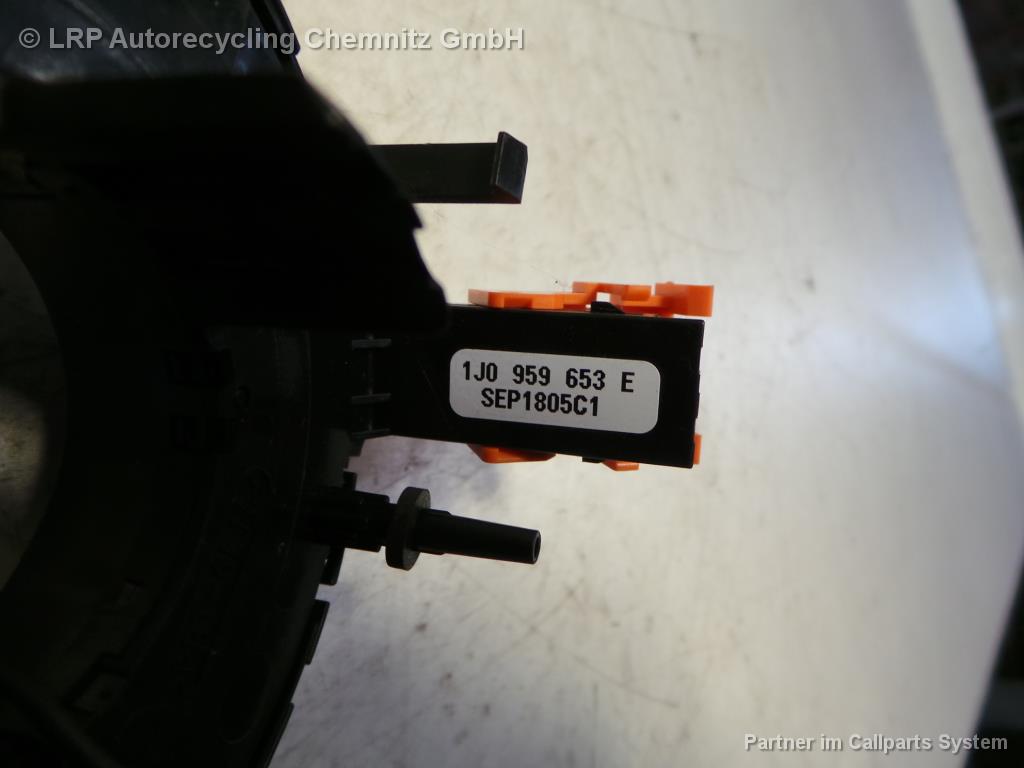 © LRP Autorecycling Chemnitz GmbH
1J0 959 653 E
SEP1805C1
Partner im Callparts System